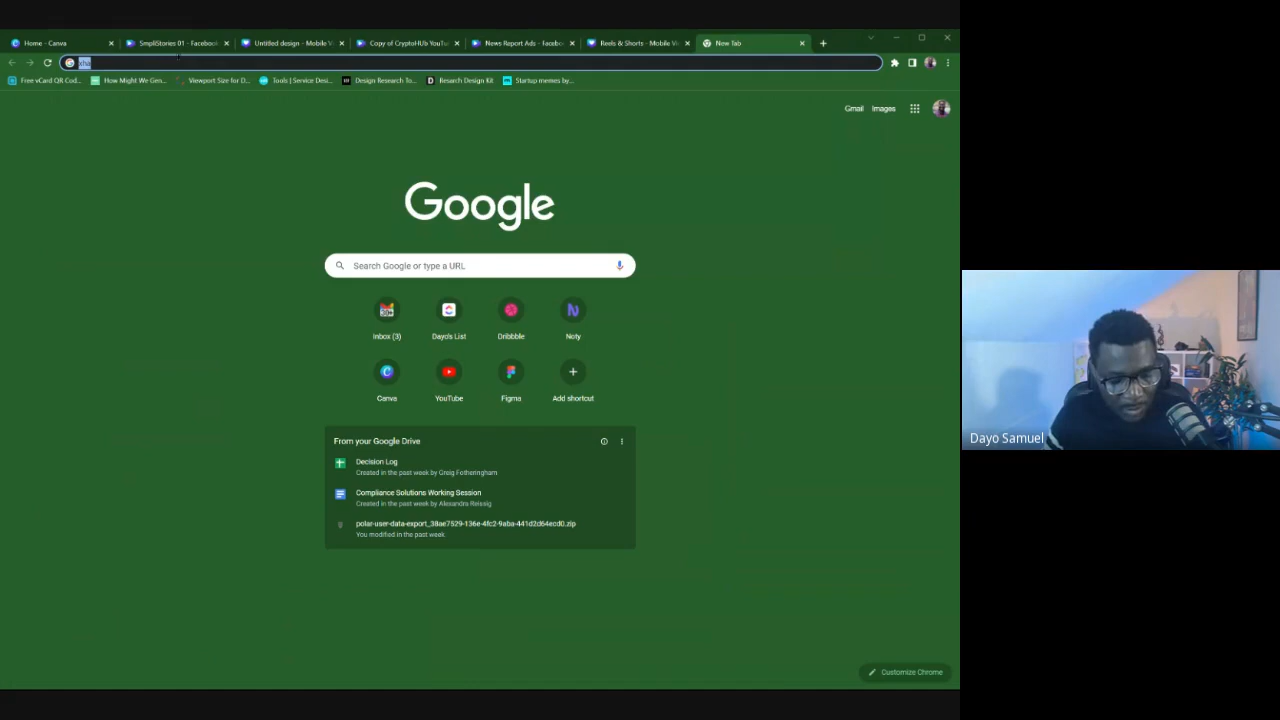 Home - Canva
SmpliStories 01 - Facebook
Untitled design - Mobile Vi
Copy of CryptoHUb YouTu
News Report Ads - Facebo
Reels & Shorts - Mobile Vi
New Tab
Free vCard QR Cod...
How Might We Gen...
Viewport Size for D...
Tools | Service Desi...
Design Research To...
Resarch Design Kit
Startup memes by...
Gmail Images
Google
Search Google or type a URL
Inbox (3) Dayo's List Dribbble Noty
Canva YouTube Figma Add shortcut
From your Google Drive
Decision Log
Created in the past week by Greig Fotheringham
Compliance Solutions Working Session
Created in the past week by Alexandra Reissig
polar-user-data-export_38ae7529-136e-4fc2-9aba-441d2d64ecd0.zip
You modified in the past week
Customize Chrome
Dayo Samuel